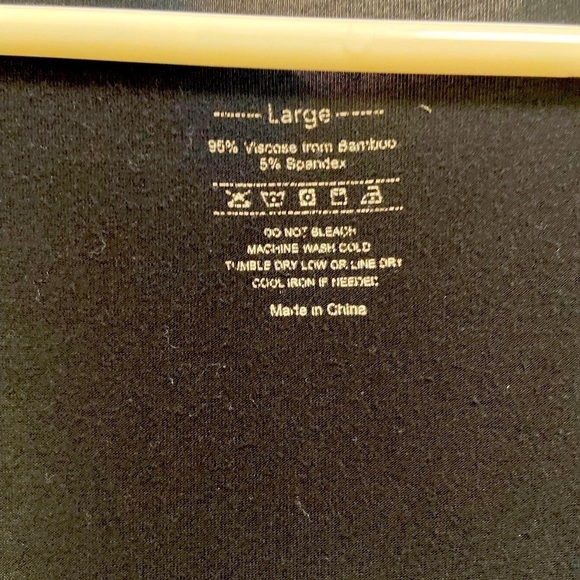 ------ Large ------
95% Viscose from Bamboo
5% Spandex
DO NOT BLEACH
MACHINE WASH COLD
TUMBLE DRY LOW OR LINE DRY
COOL IRON IF NEEDED
Made in China